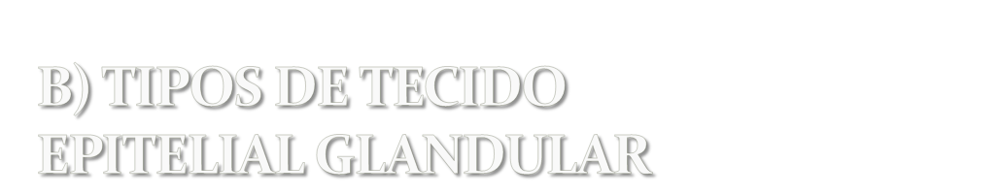 B) TIPOS DE TECIDO
EPITELIAL GLANDULAR